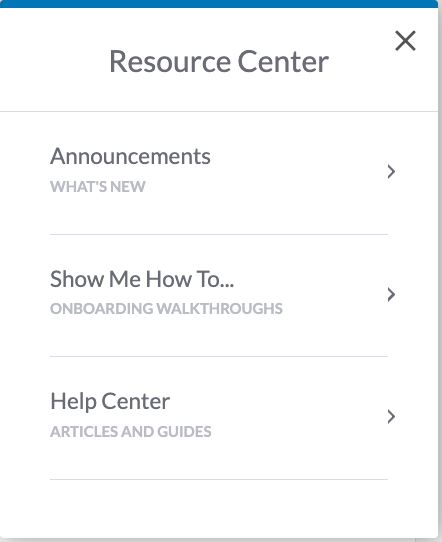 Resource Center
Announcements
WHAT'S NEW
Show Me How To...
ONBOARDING WALKTHROUGHS
Help Center
ARTICLES AND GUIDES